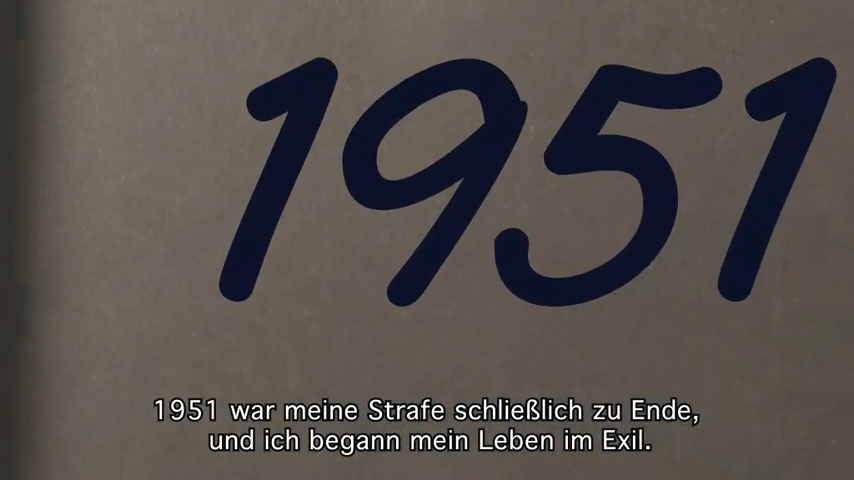 1951
1951 war meine Strafe schließlich zu Ende,
und ich begann mein Leben im Exil.